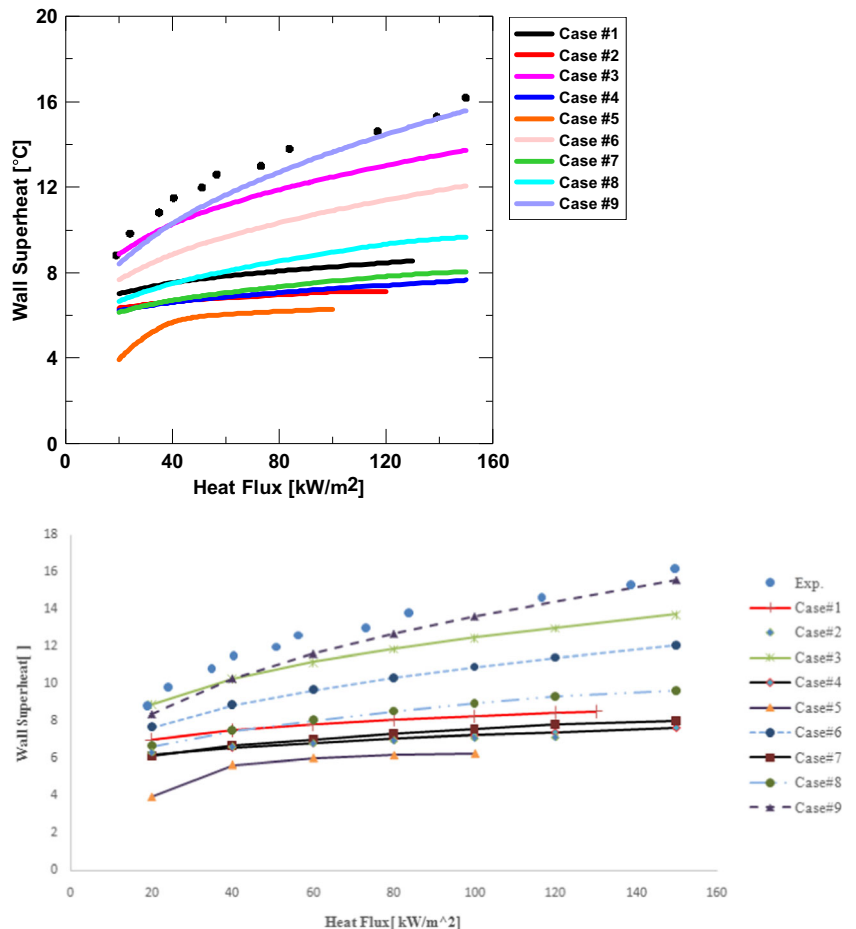 20
16
12
8
4
0
Wall Superheat [°C]
0
40
80
120
160
Heat Flux [kW/m2]
Case #1
Case #2
Case #3
Case #4
Case #5
Case #6
Case #7
Case #8
Case #9
18
16
14
12
10
8
6
4
2
0
Wall Superheat[ ]
0
20
40
60
80
100
120
140
160
Heat Flux[ kW/m^2]
Exp.
Case#1
Case#2
Case#3
Case#4
Case#5
Case#6
Case#7
Case#8
Case#9